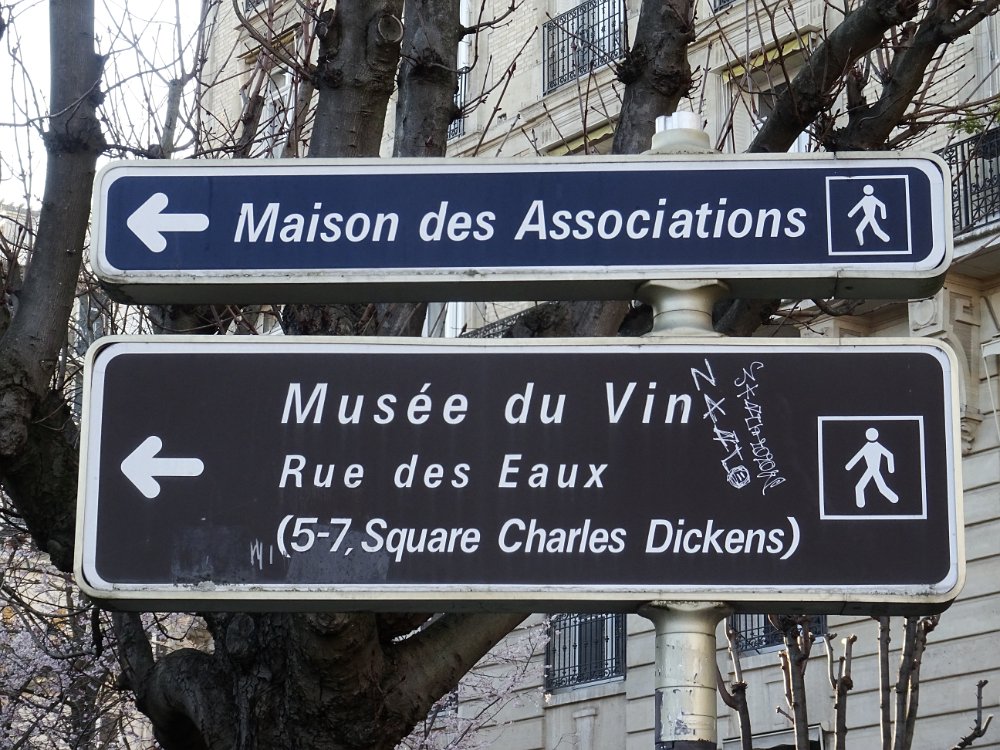 Maison des Associations
Musée du Vin
Rue des Eaux
(5-7, Square Charles Dickens)